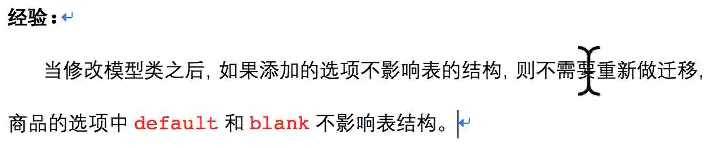 经验：
当修改模型类之后，如果添加的选项不影响表的结构，则不需要重新做迁移，
商品的选项中 default 和 blank 不影响表结构。